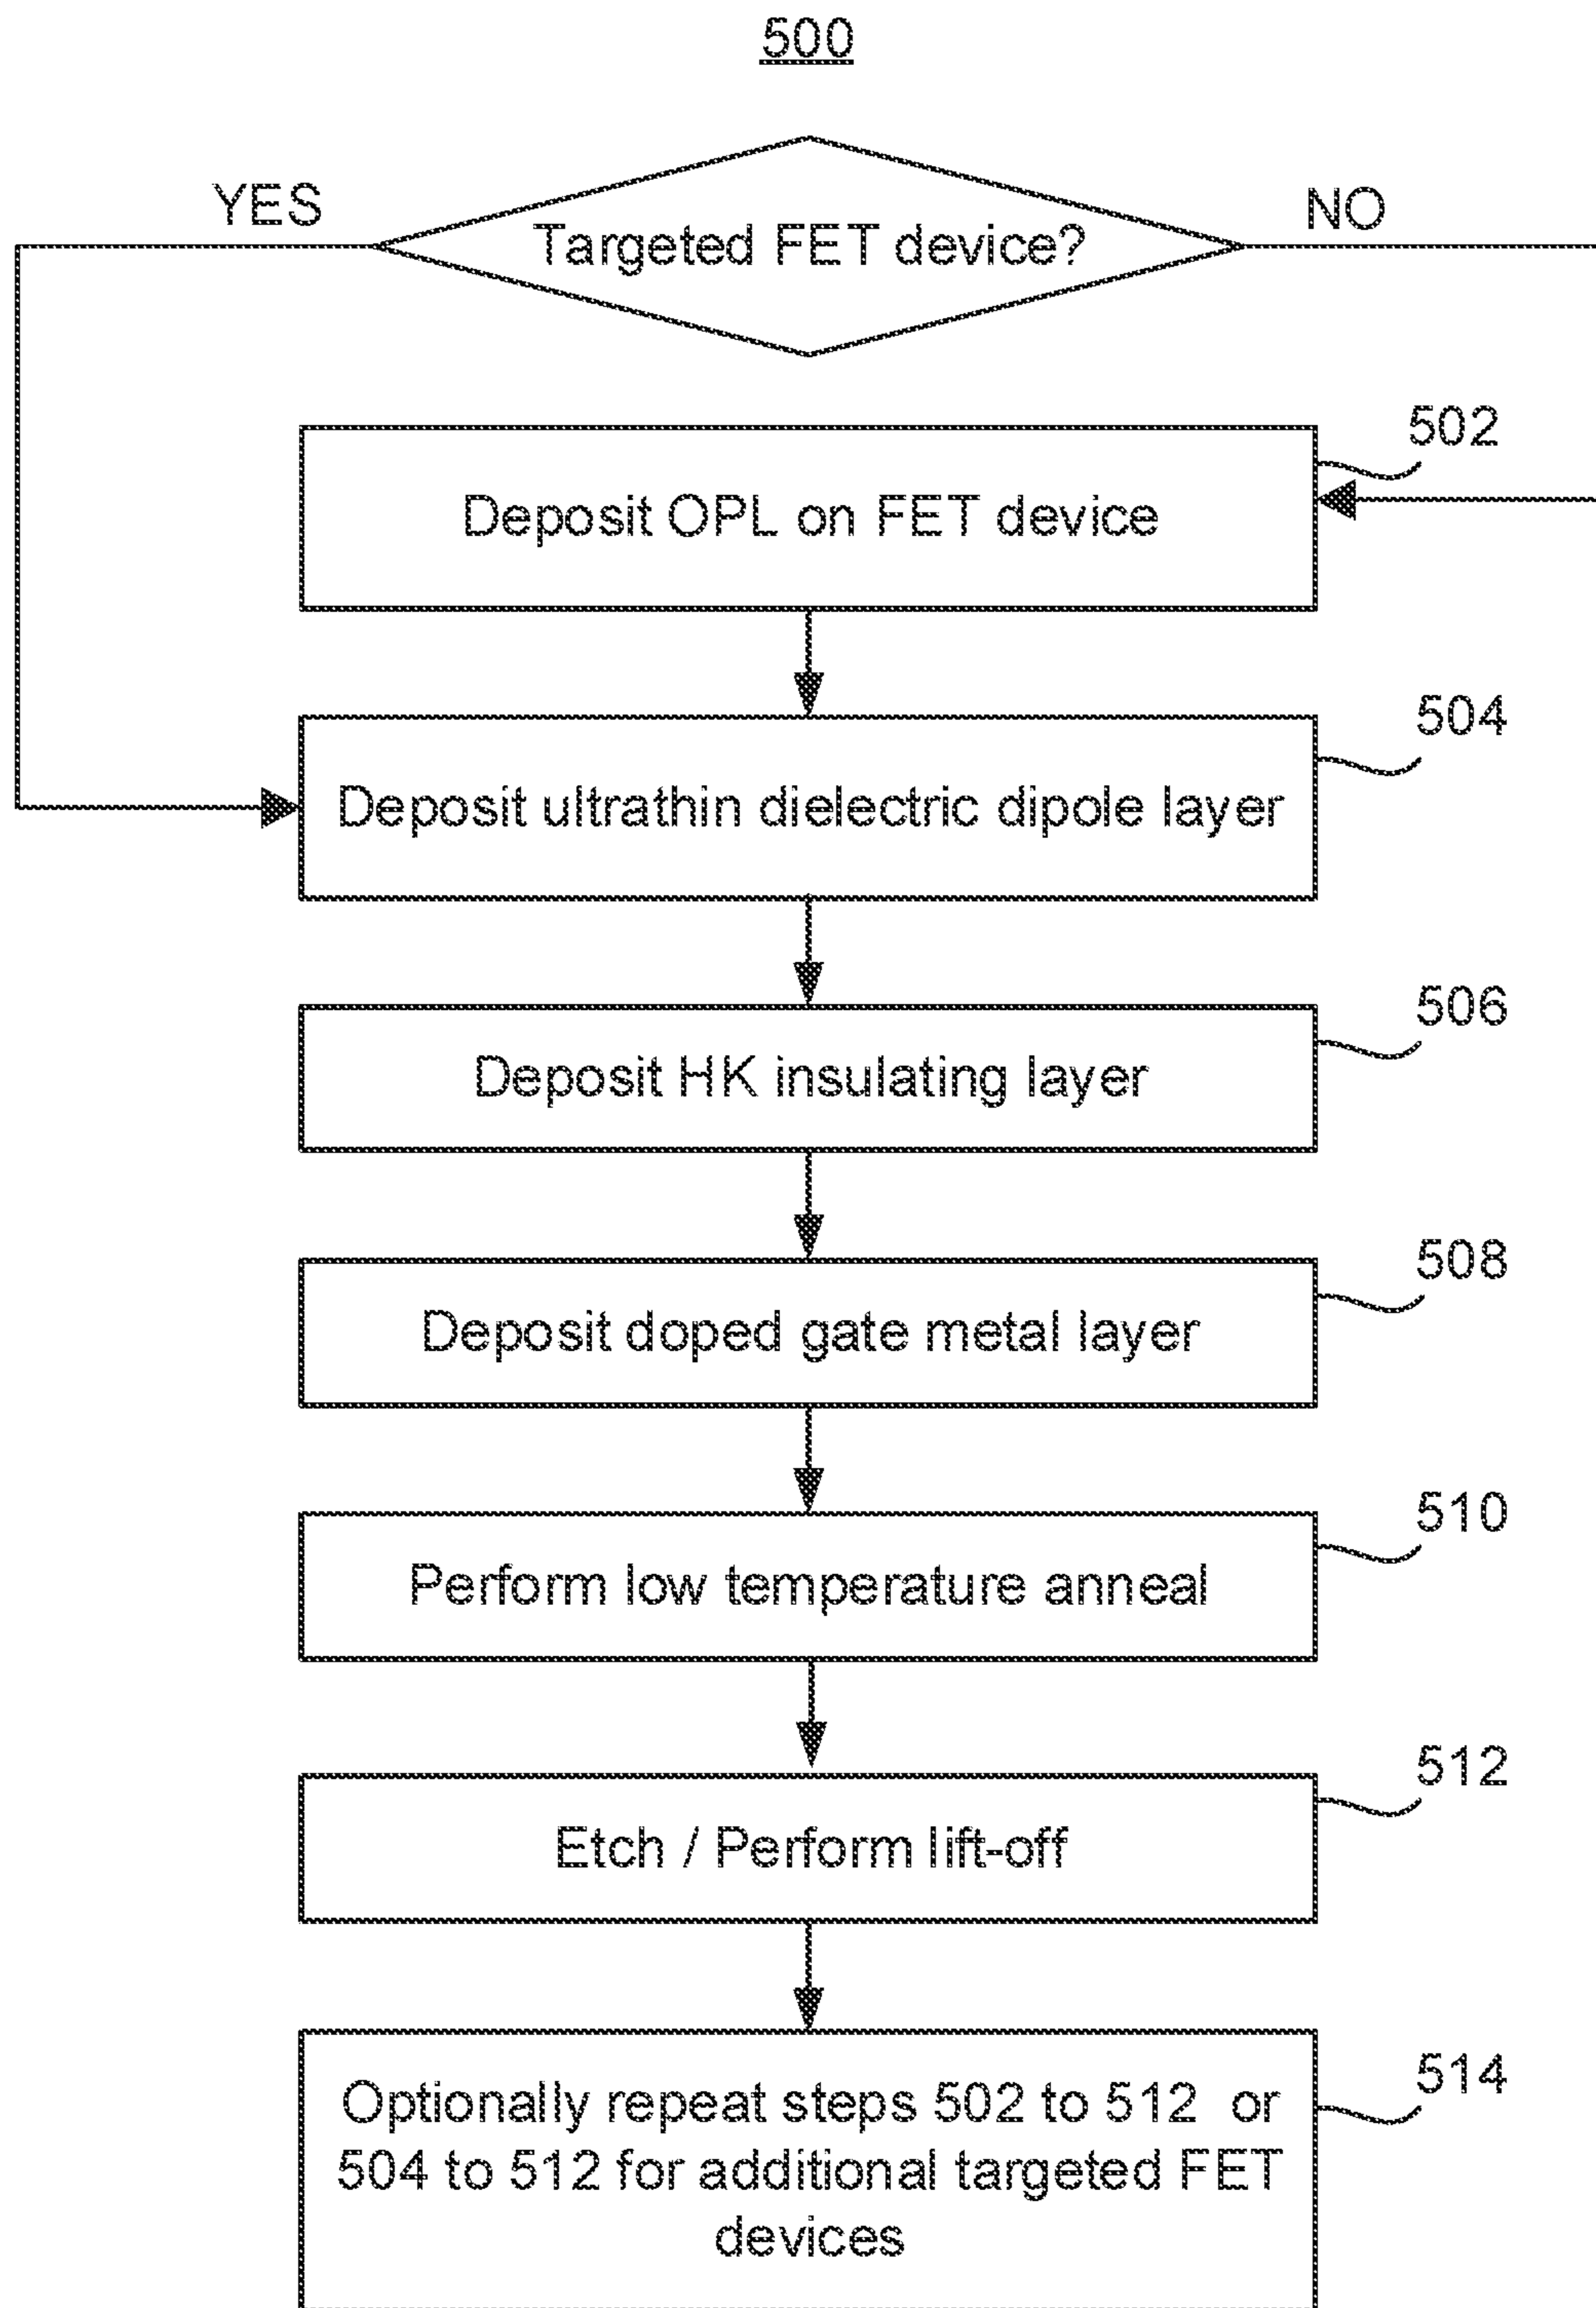 500
YES
NO
Targeted FET device?
502
Deposit OPL on FET device
504
Deposit ultrathin dielectric dipole layer
506
Deposit HK insulating layer
508
Deposit doped gate metal layer
510
Perform low temperature anneal
512
Etch / Perform lift-off
514
Optionally repeat steps 502 to 512 or
504 to 512 for additional targeted FET
devices